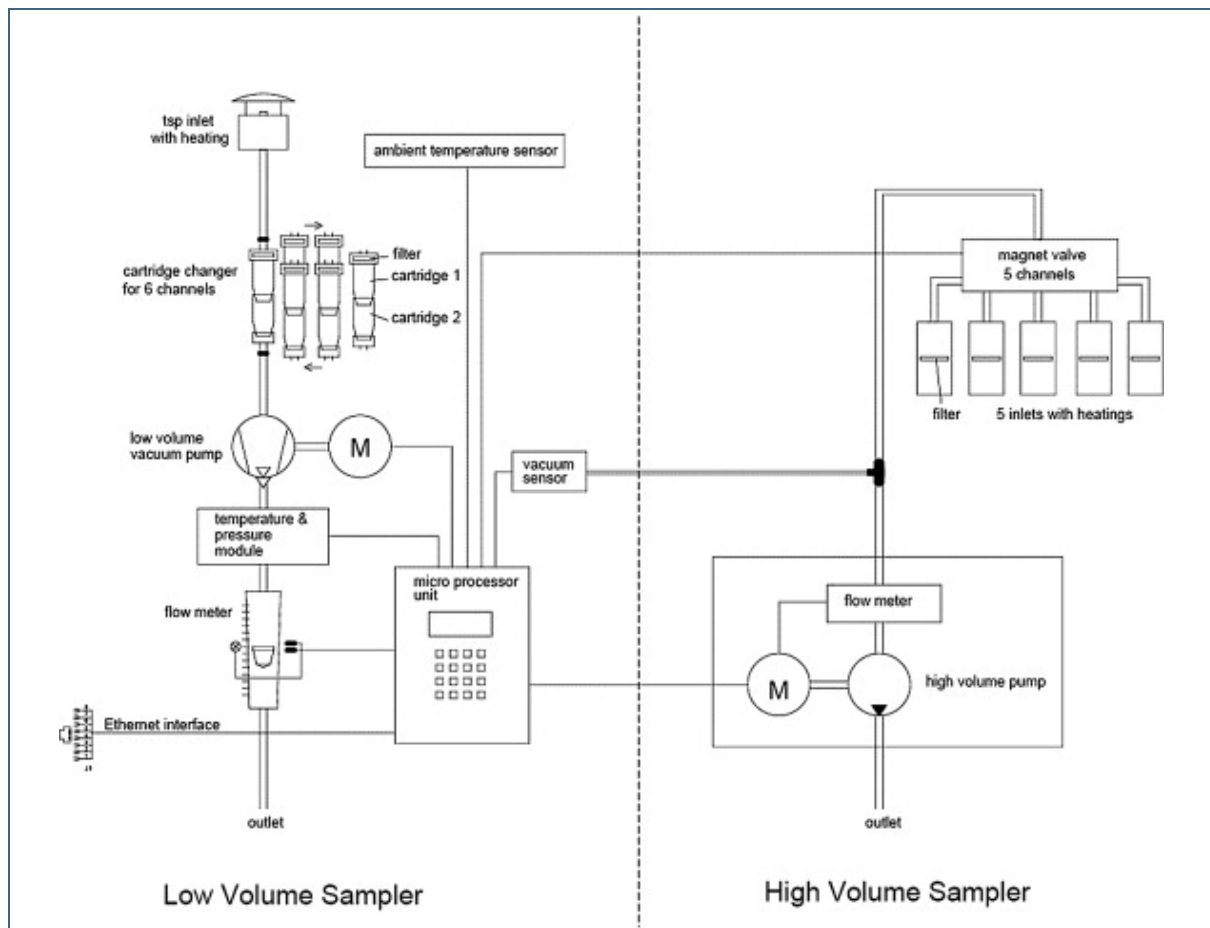 tsp inlet
with heating
ambient temperature sensor
cartridge changer
for 6 channels
filter
cartridge 1
cartridge 2
magnet valve
5 channels
filter
5 inlets with heatings
low volume
vacuum pump
M
vacuum
sensor
temperature &
pressure
module
flow meter
micro processor
unit
flow meter
M
high volume pump
Ethernet interface
outlet
outlet
Low Volume Sampler
High Volume Sampler